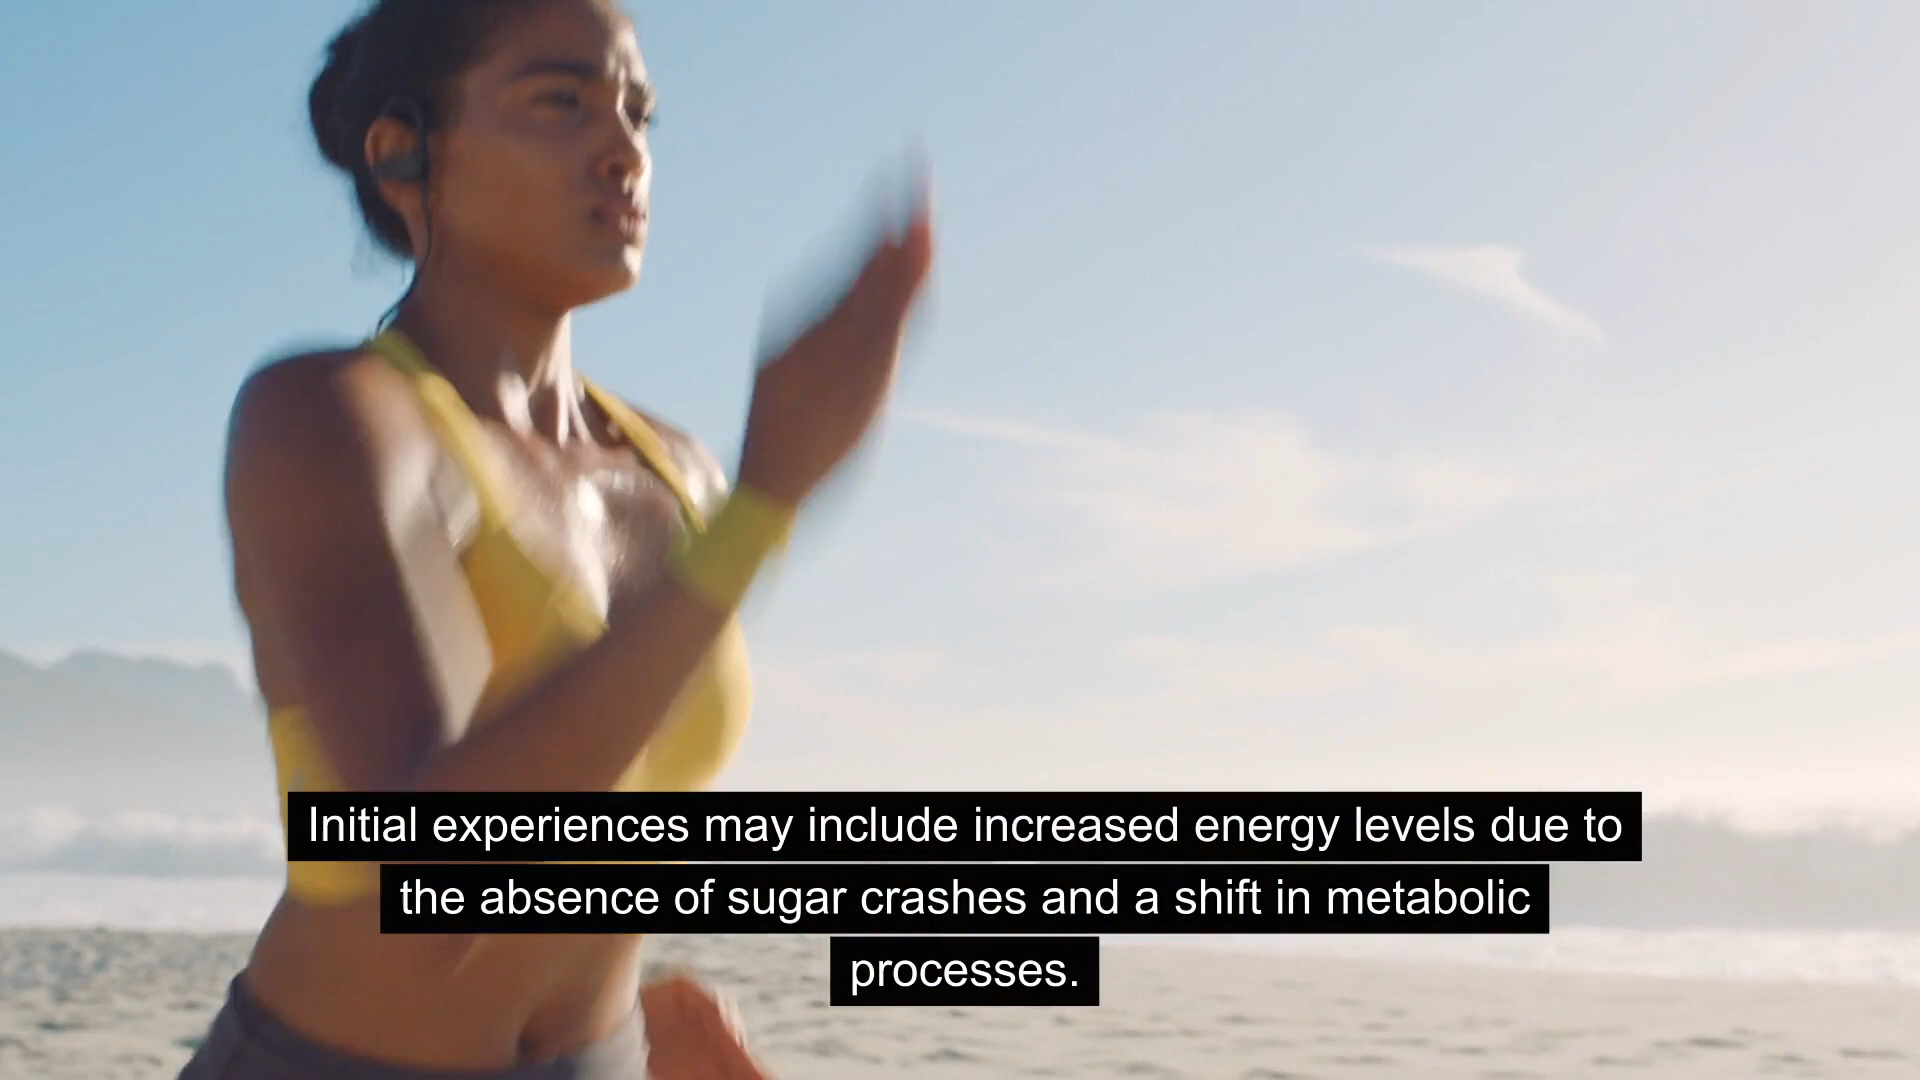 Initial experiences may include increased energy levels due to
the absence of sugar crashes and a shift in metabolic
processes.